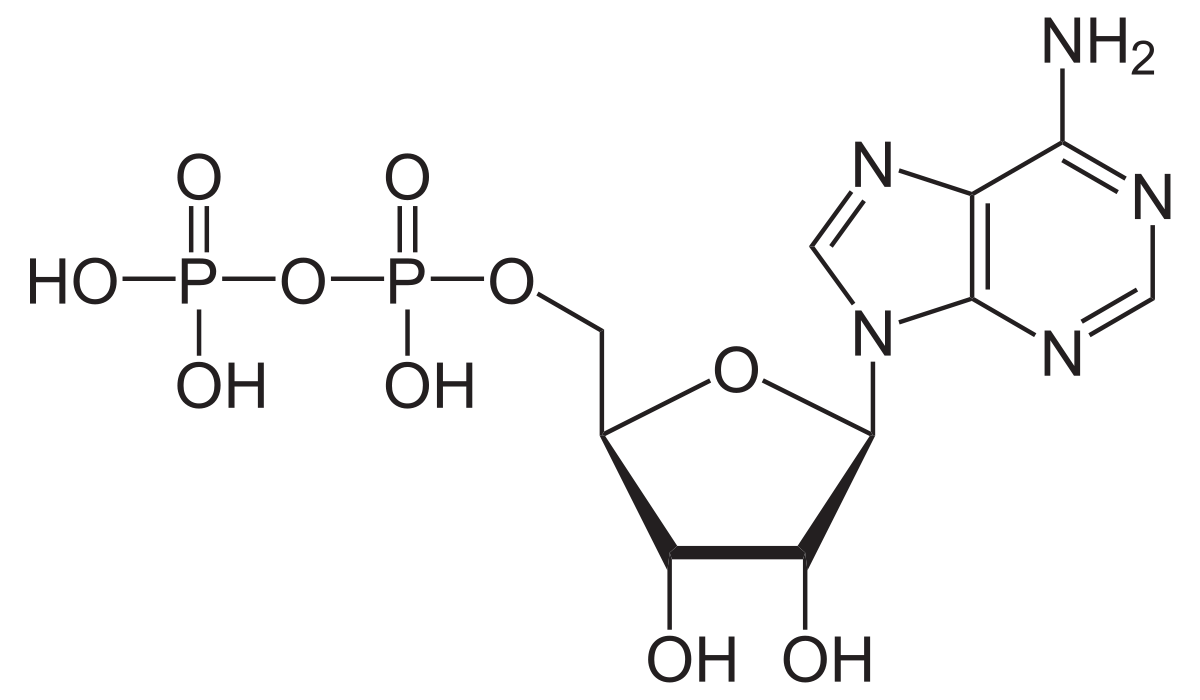 NH₂
O O N N
HO P O P O
N N
OH OH O
OH OH